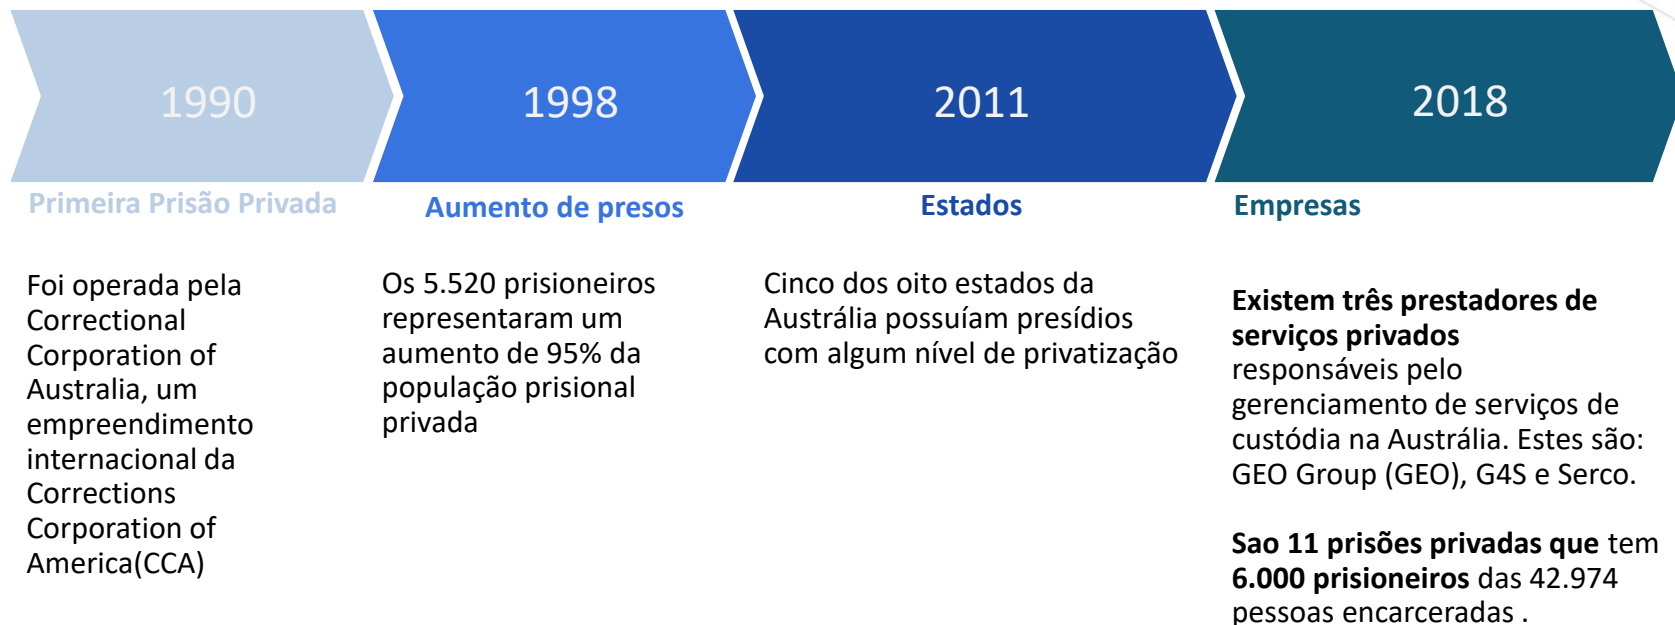 1990
1998
2011
2018
Primeira Prisão Privada
Foi operada pela
Correctional
Corporation of
Australia, um
empreendimento
internacional da
Corrections
Corporation of
America(CCA)
Aumento de presos
Os 5.520 prisioneiros
representaram um
aumento de 95% da
população prisional
privada
Estados
Cinco dos oito estados da
Austrália possuíam presídios
com algum nível de privatização
Empresas
Existem três prestadores de
serviços privados
responsáveis pelo
gerenciamento de serviços de
custódia na Austrália. Estes são:
GEO Group (GEO), G4S e Serco.
Sao 11 prisões privadas que tem
6.000 prisioneiros das 42.974
pessoas encarceradas .